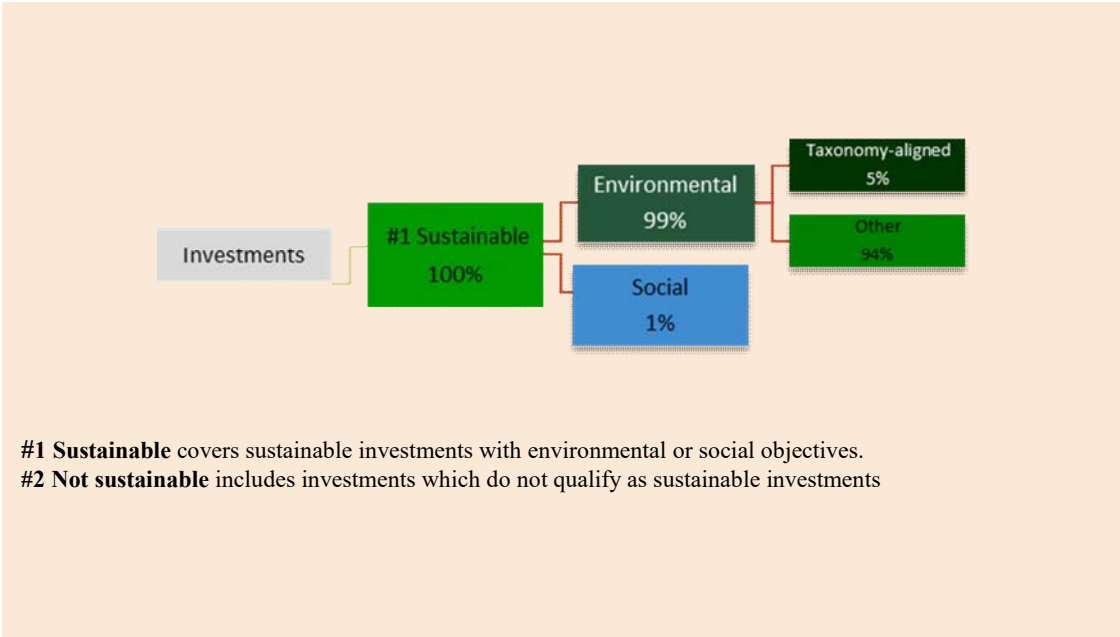 Investments
#1 Sustainable
100%
Environmental
99%
Social
1%
Taxonomy-aligned
5%
Other
94%
#1 Sustainable covers sustainable investments with environmental or social objectives.
#2 Not sustainable includes investments which do not qualify as sustainable investments